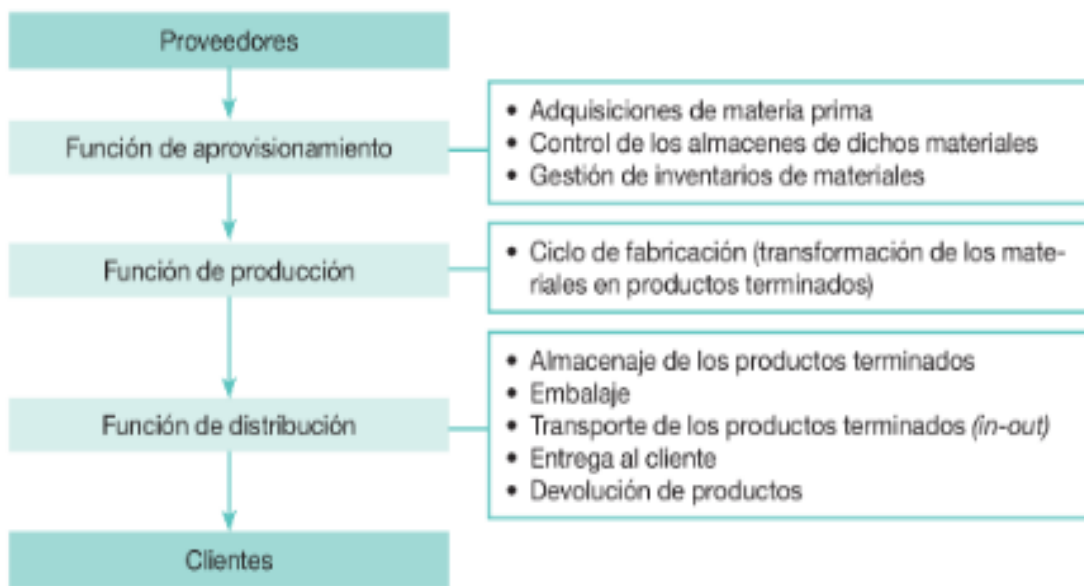 Proveedores
Función de aprovisionamiento
• Adquisiciones de materia prima
• Control de los almacenes de dichos materiales
• Gestión de inventarios de materiales
Función de producción
• Ciclo de fabricación (transformación de los mate-
riales en productos terminados)
Función de distribución
• Almacenaje de los productos terminados
• Embalaje
• Transporte de los productos terminados (in-out)
• Entrega al cliente
• Devolución de productos
Clientes